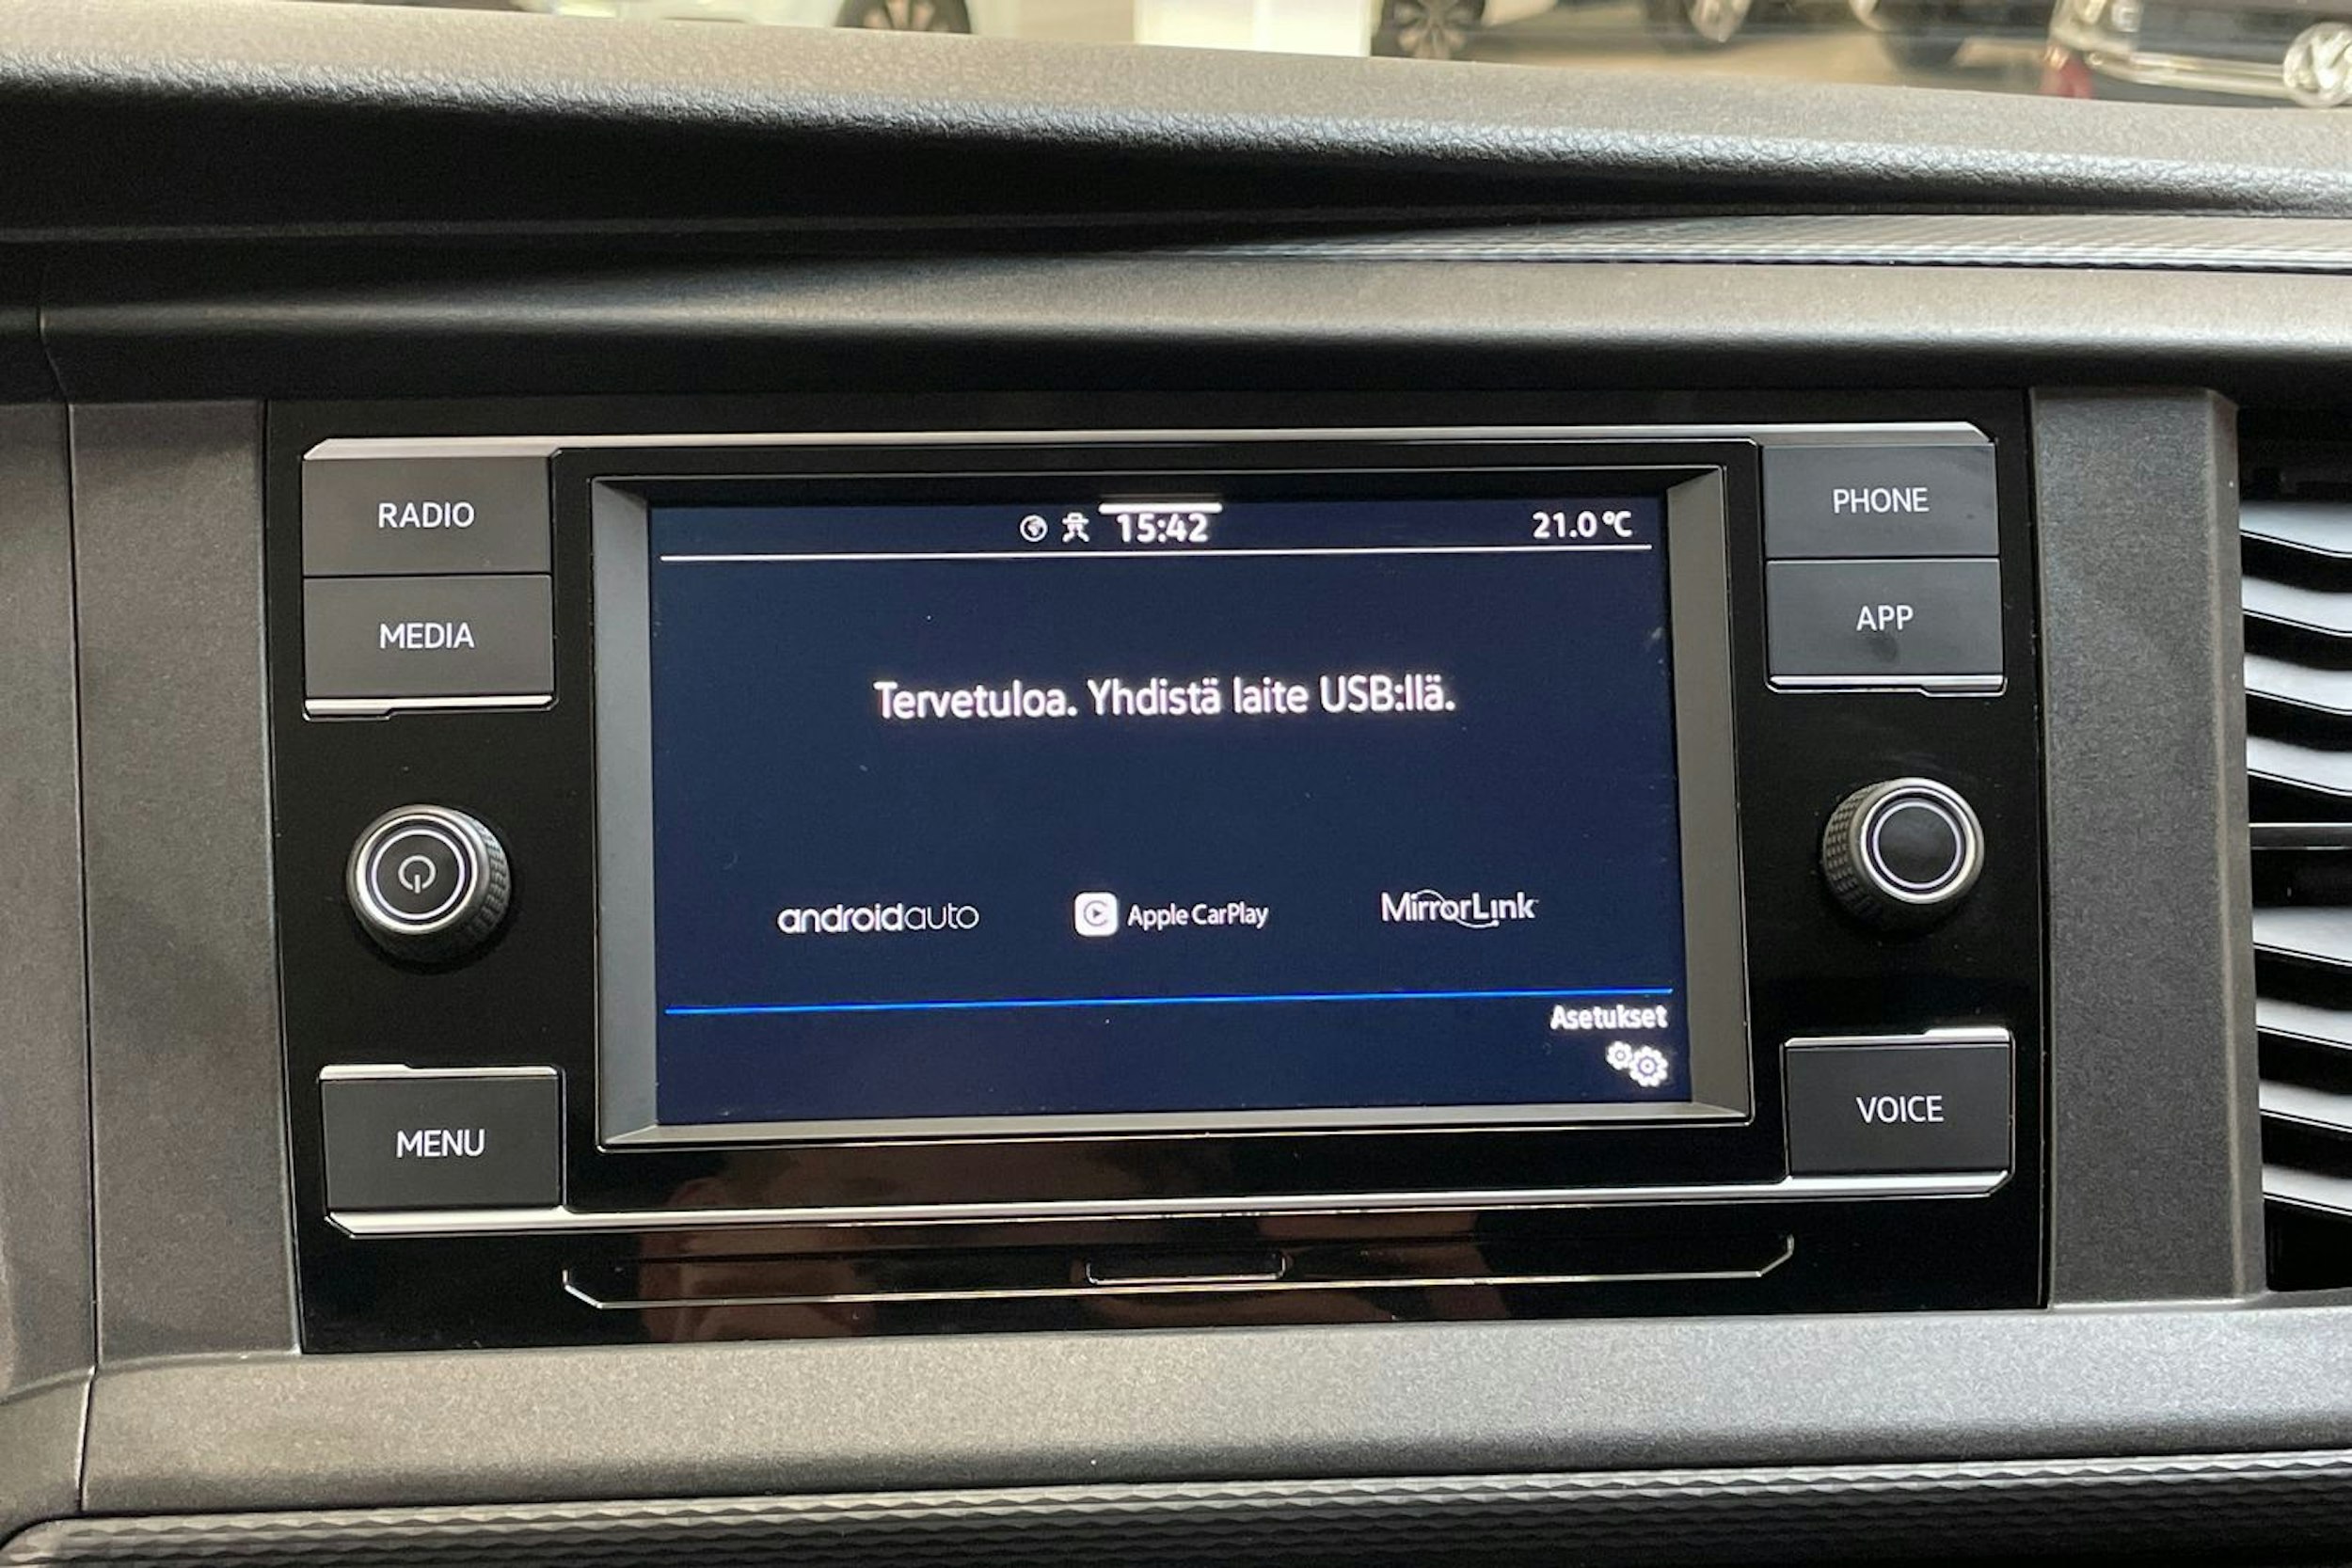 RADIO
MEDIA
MENU
15:42
21.0 °C
Tervetuloa. Yhdistä laite USB:llä.
androidauto
Apple CarPlay
MirrorLink
Asetukset
PHONE
APP
VOICE